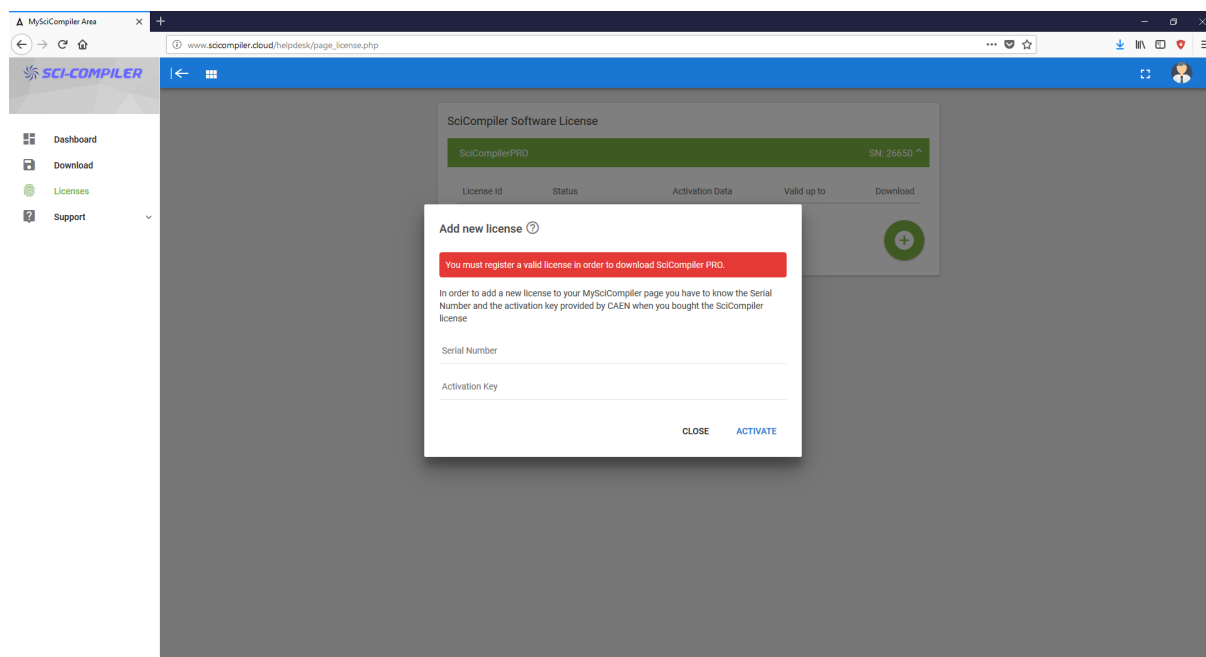 MySciCompiler Area
www.scicompiler.cloud/helpdesk/page_license.php
SCI-COMPILER
Dashboard
Download
Licenses
Support
SciCompiler Software License
SciCompilerPRO SN: 26650
License Id Status Activation Data Valid up to Download
Add new license
You must register a valid license in order to download SciCompiler PRO.
In order to add a new license to your MySciCompiler page you have to know the Serial
Number and the activation key provided by CAEN when you bought the SciCompiler
license
Serial Number
Activation Key
CLOSE ACTIVATE